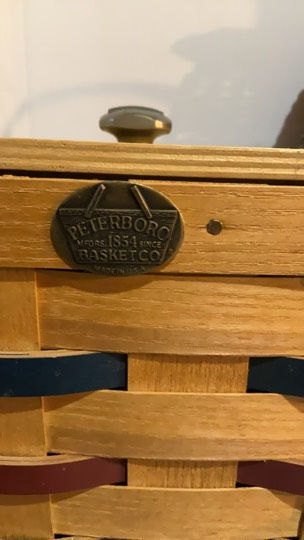 PETERBORO
MFGRS. 1854 SINCE
BASKET CO
MADE IN U.S.A.